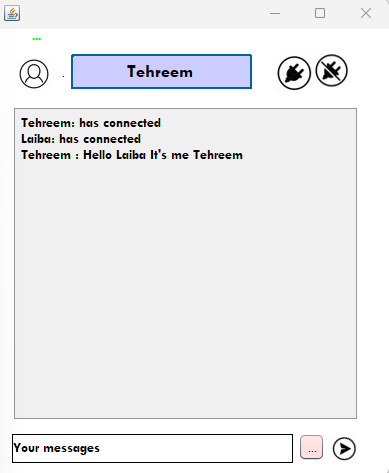 ...
Tehreem
Tehreem: has connected
Laiba: has connected
Tehreem : Hello Laiba It's me Tehreem
Your messages
...